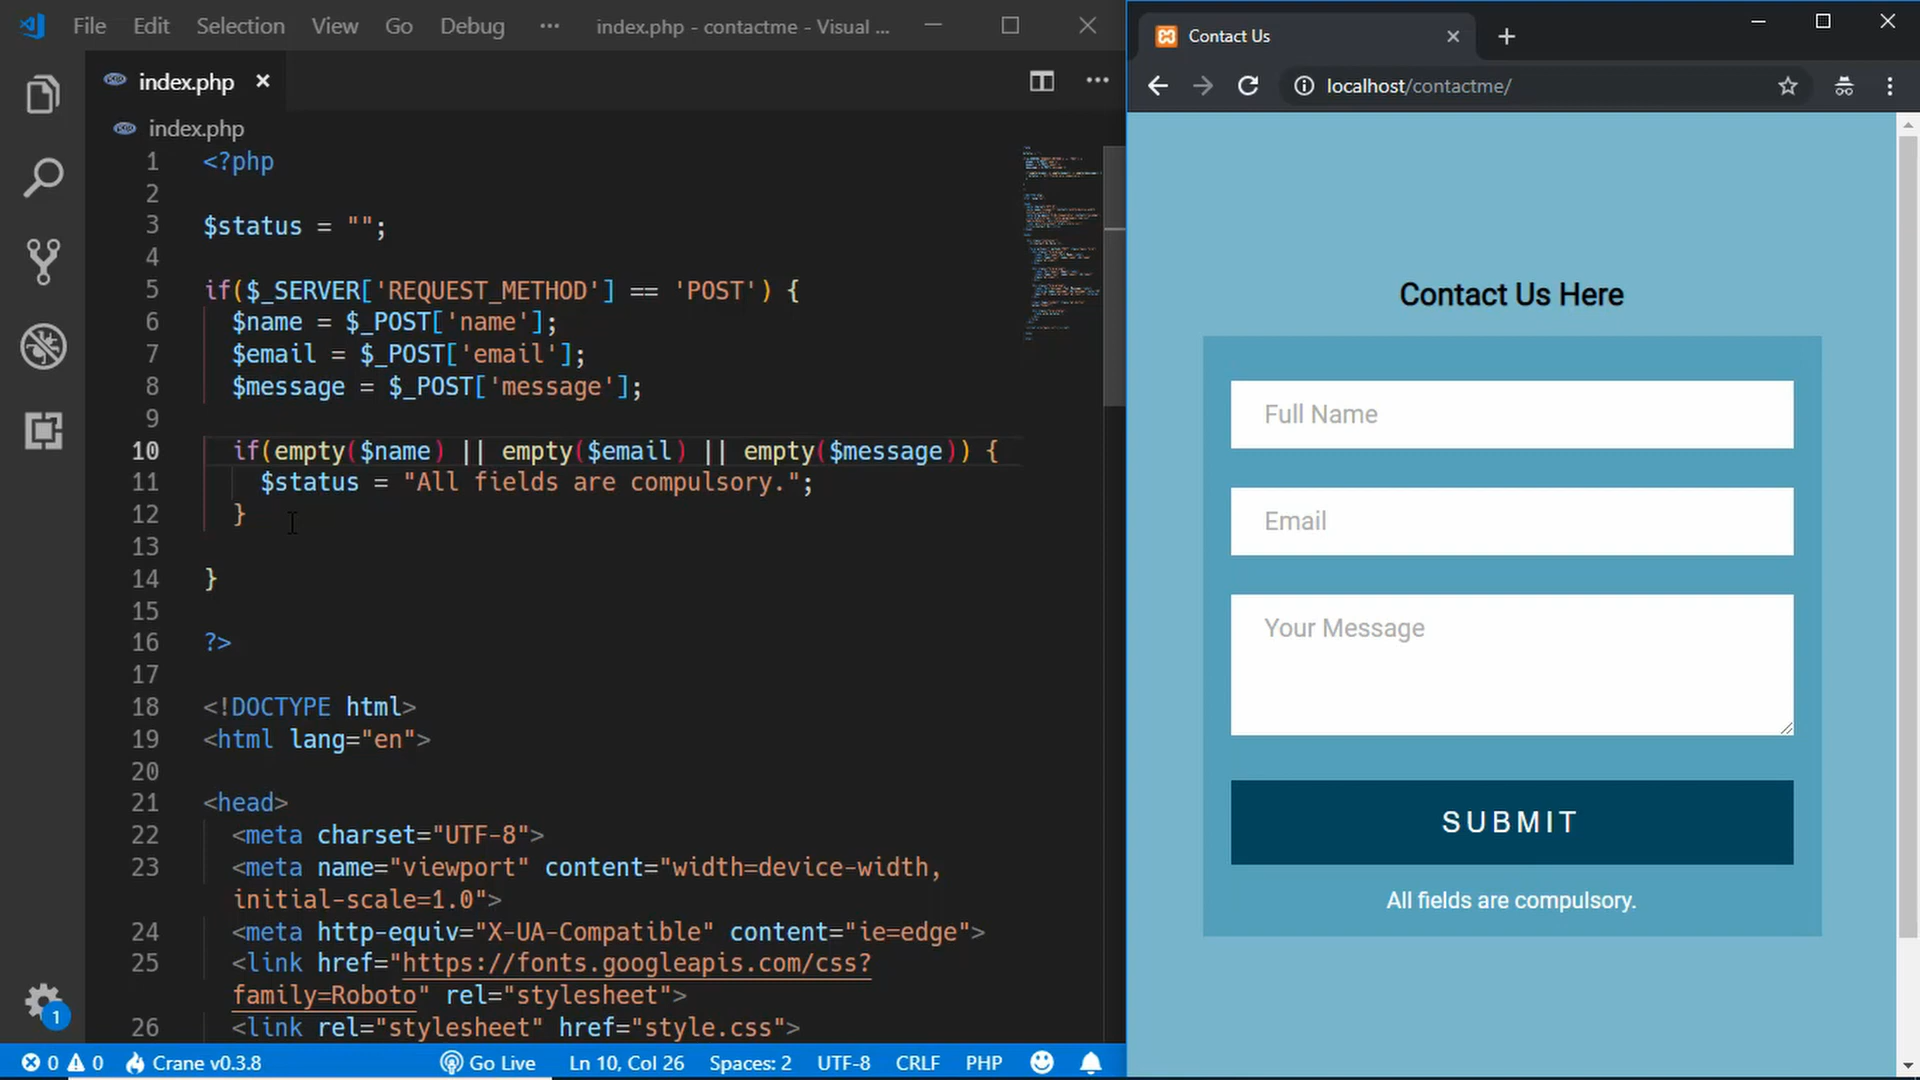 File Edit Selection View Go Debug ··· index.php - contactme - Visual ...
index.php
index.php
1 <?php
2
3 $status = "";
4
5 if($_SERVER['REQUEST_METHOD'] == 'POST') {
6 $name = $_POST['name'];
7 $email = $_POST['email'];
8 $message = $_POST['message'];
9
10 if(empty($name) || empty($email) || empty($message)) {
11 $status = "All fields are compulsory.";
12 }
13
14 }
15
16 ?>
17
18 <!DOCTYPE html>
19 <html lang="en">
20
21 <head>
22 <meta charset="UTF-8">
23 <meta name="viewport" content="width=device-width,
initial-scale=1.0">
24 <meta http-equiv="X-UA-Compatible" content="ie=edge">
25 <link href="https://fonts.googleapis.com/css?
family=Roboto" rel="stylesheet">
26 <link rel="stylesheet" href="style.css">
1
0 0 Crane v0.3.8 Go Live Ln 10, Col 26 Spaces: 2 UTF-8 CRLF PHP
Contact Us
localhost/contactme/
Contact Us Here
Full Name
Email
Your Message
SUBMIT
All fields are compulsory.